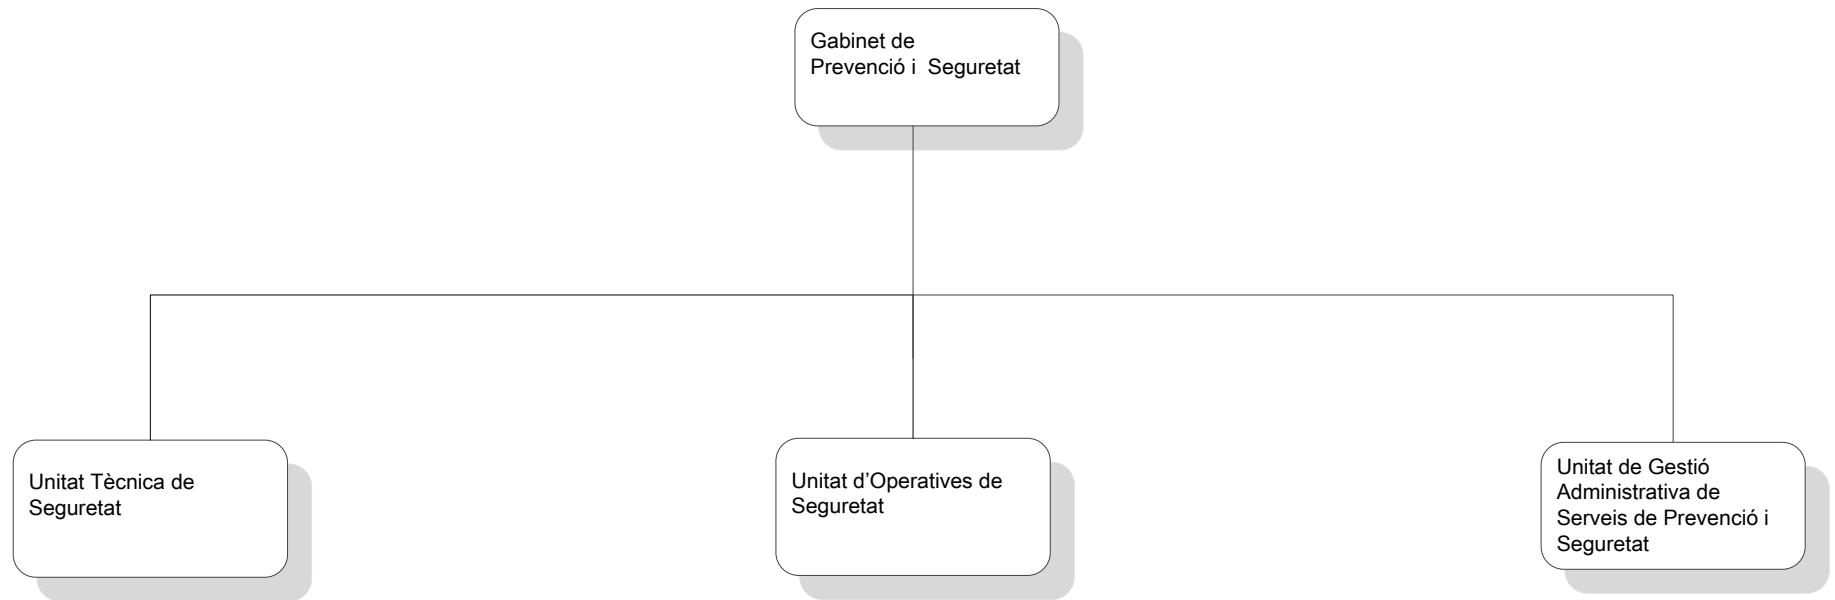 Gabinet de
Prevenció i  Seguretat
Unitat Tècnica de
Seguretat
Unitat d’Operatives de
Seguretat
Unitat de Gestió
Administrativa de
Serveis de Prevenció i
Seguretat